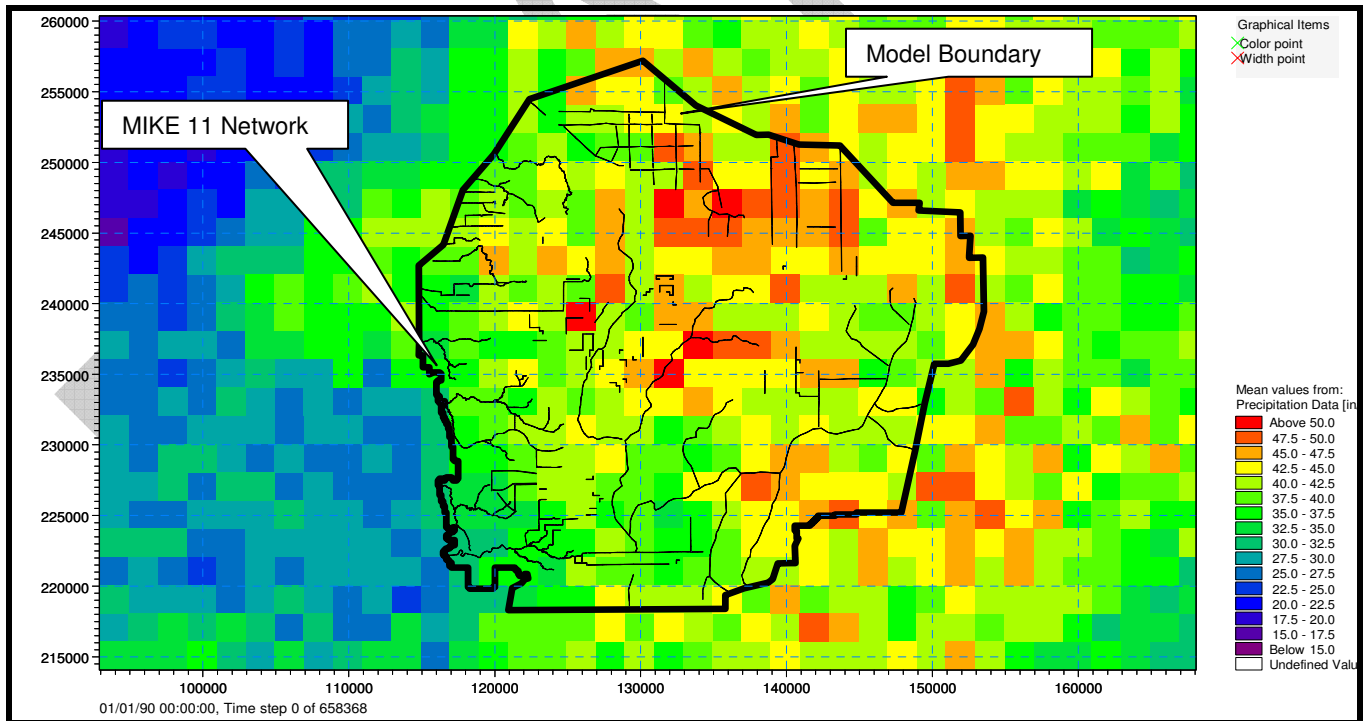 260000
255000
250000
245000
240000
235000
230000
225000
220000
215000
100000 110000 120000 130000 140000 150000 160000
01/01/90 00:00:00, Time step 0 of 658368
MIKE 11 Network
Model Boundary
Graphical Items
Color point
Width point
Mean values from:
Precipitation Data [in
Above 50.0
47.5 - 50.0
45.0 - 47.5
42.5 - 45.0
40.0 - 42.5
37.5 - 40.0
35.0 - 37.5
32.5 - 35.0
30.0 - 32.5
27.5 - 30.0
25.0 - 27.5
22.5 - 25.0
20.0 - 22.5
17.5 - 20.0
15.0 - 17.5
Below 15.0
Undefined Valu